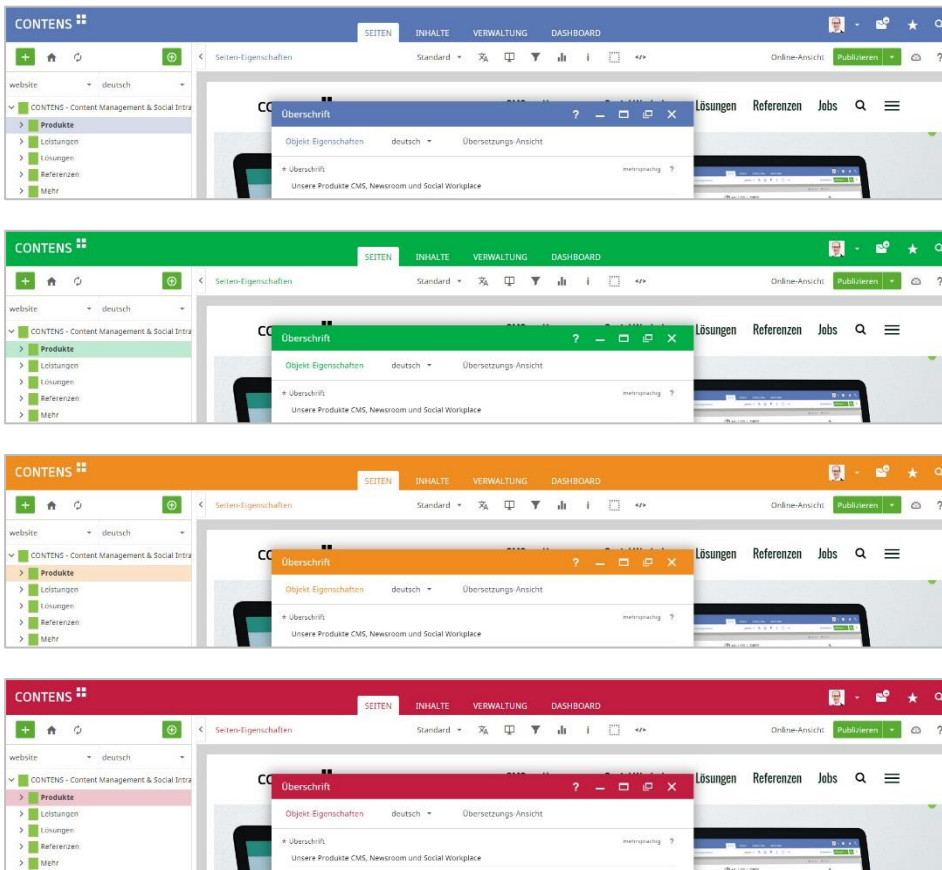 CONTENS
SEITEN INHALTE VERWALTUNG DASHBOARD
Seiten-Eigenschaften Standard Online-Ansicht Publizieren ?
website deutsch
CONTENS - Content Management & Social Intra
Lösungen Referenzen Jobs
Produkte
Leistungen
Lösungen
Referenzen
Mehr
Überschrift ?
Objekt-Eigenschaften deutsch Übersetzungs-Ansicht
* Überschrift mehrsprachig ?
Unsere Produkte CMS, Newsroom und Social Workplace
CONTENS
SEITEN INHALTE VERWALTUNG DASHBOARD
Seiten-Eigenschaften Standard Online-Ansicht Publizieren ?
website deutsch
CONTENS - Content Management & Social Intra
Lösungen Referenzen Jobs
Produkte
Leistungen
Lösungen
Referenzen
Mehr
Überschrift ?
Objekt-Eigenschaften deutsch Übersetzungs-Ansicht
* Überschrift mehrsprachig ?
Unsere Produkte CMS, Newsroom und Social Workplace
CONTENS
SEITEN INHALTE VERWALTUNG DASHBOARD
Seiten-Eigenschaften Standard Online-Ansicht Publizieren ?
website deutsch
CONTENS - Content Management & Social Intra
Lösungen Referenzen Jobs
Produkte
Leistungen
Lösungen
Referenzen
Mehr
Überschrift ?
Objekt-Eigenschaften deutsch Übersetzungs-Ansicht
* Überschrift mehrsprachig ?
Unsere Produkte CMS, Newsroom und Social Workplace
CONTENS
SEITEN INHALTE VERWALTUNG DASHBOARD
Seiten-Eigenschaften Standard Online-Ansicht Publizieren ?
website deutsch
CONTENS - Content Management & Social Intra
Lösungen Referenzen Jobs
Produkte
Leistungen
Lösungen
Referenzen
Mehr
Überschrift ?
Objekt-Eigenschaften deutsch Übersetzungs-Ansicht
* Überschrift mehrsprachig ?
Unsere Produkte CMS, Newsroom und Social Workplace